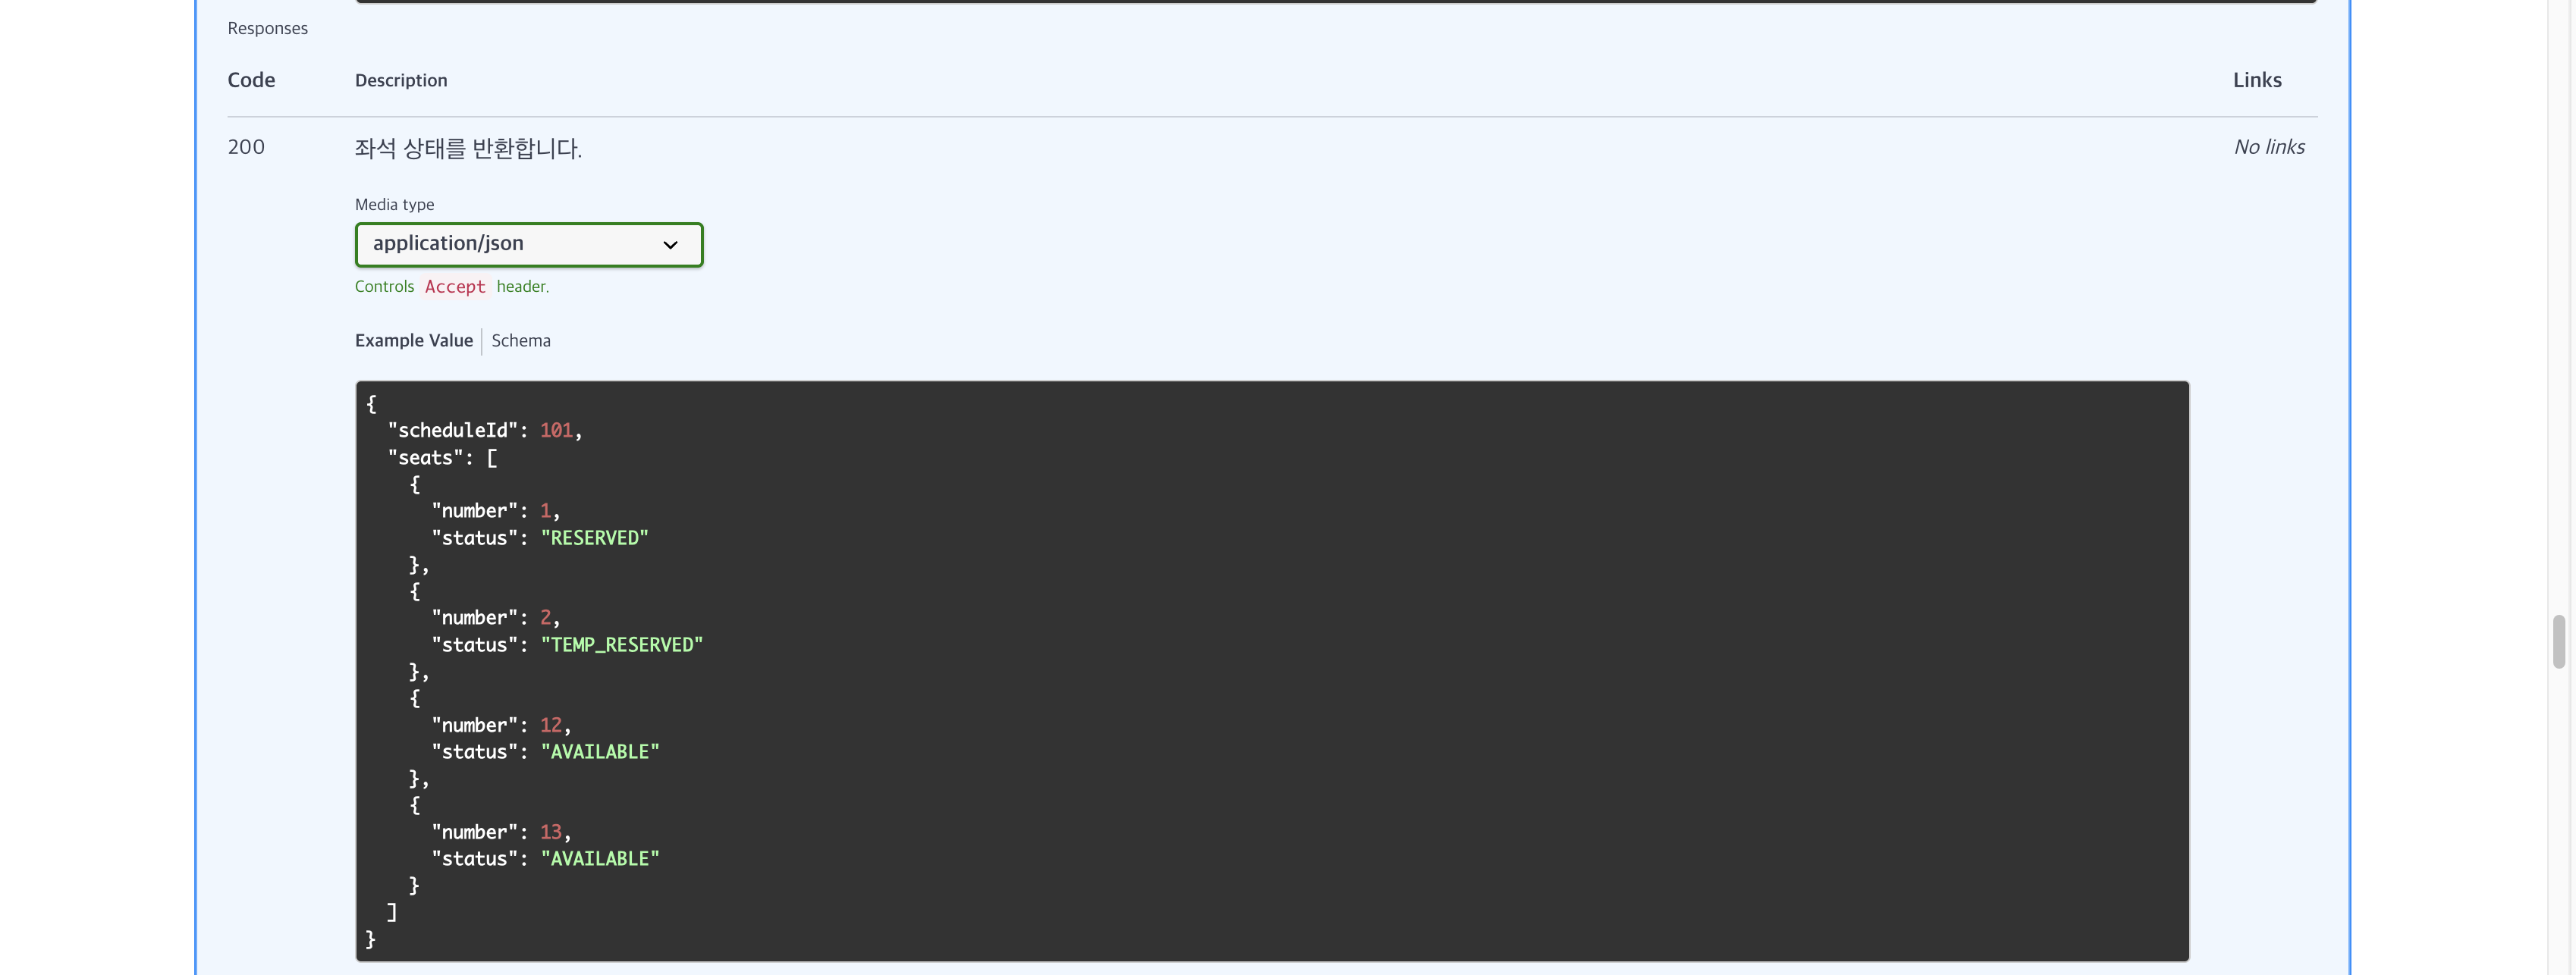 Responses
Code Description Links
200 좌석 상태를 반환합니다. No links
Media type
application/json
Controls Accept header.
Example Value Schema
{
  "scheduleId": 101,
  "seats": [
    {
      "number": 1,
      "status": "RESERVED"
    },
    {
      "number": 2,
      "status": "TEMP_RESERVED"
    },
    {
      "number": 12,
      "status": "AVAILABLE"
    },
    {
      "number": 13,
      "status": "AVAILABLE"
    }
  ]
}